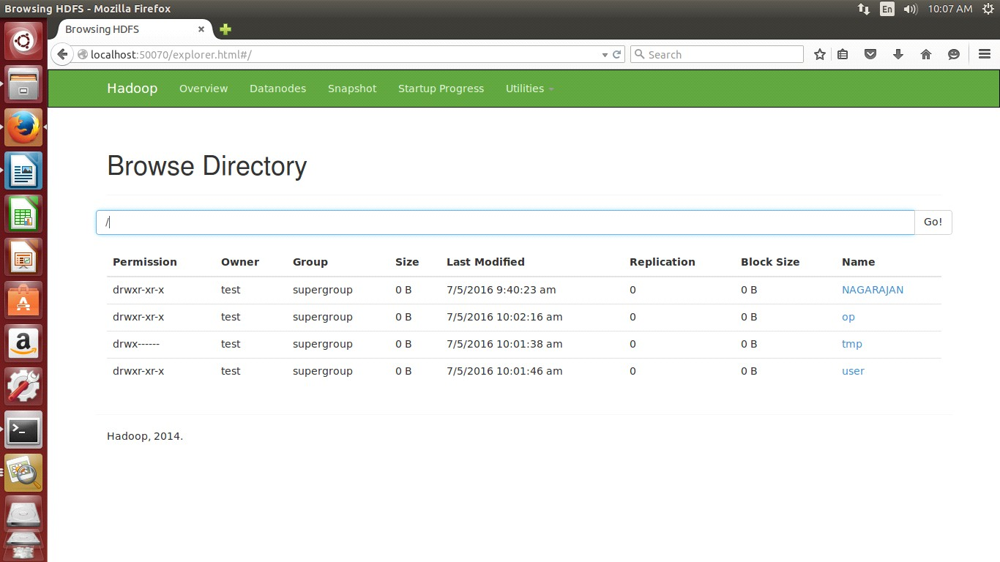 Browsing HDFS - Mozilla Firefox En 10:07 AM
Browsing HDFS
localhost:50070/explorer.html#/ Search
Hadoop Overview Datanodes Snapshot Startup Progress Utilities
Browse Directory
/ Go!
Permission Owner Group Size Last Modified Replication Block Size Name
drwxr-xr-x test supergroup 0 B 7/5/2016 9:40:23 am 0 0 B NAGARAJAN
drwxr-xr-x test supergroup 0 B 7/5/2016 10:02:16 am 0 0 B op
drwx------ test supergroup 0 B 7/5/2016 10:01:38 am 0 0 B tmp
drwxr-xr-x test supergroup 0 B 7/5/2016 10:01:46 am 0 0 B user
Hadoop, 2014.